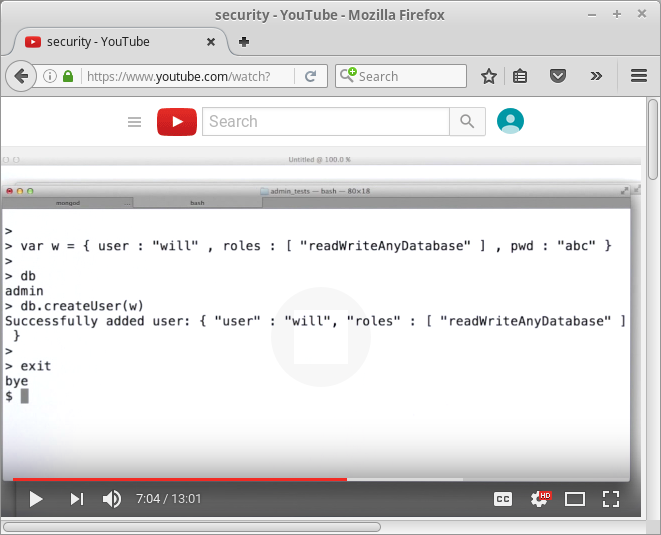 security - YouTube - Mozilla Firefox
security - YouTube
https://www.youtube.com/watch?
Search
Search
Untitled @ 100.0 %
admin_tests — bash — 80×18
mongod
bash
>
> var w = { user : "will" , roles : [ "readWriteAnyDatabase" ] , pwd : "abc" }
>
> db
admin
> db.createUser(w)
Successfully added user: { "user" : "will", "roles" : [ "readWriteAnyDatabase" ]
}
>
> exit
bye
$
7:04 / 13:01
CC
HD